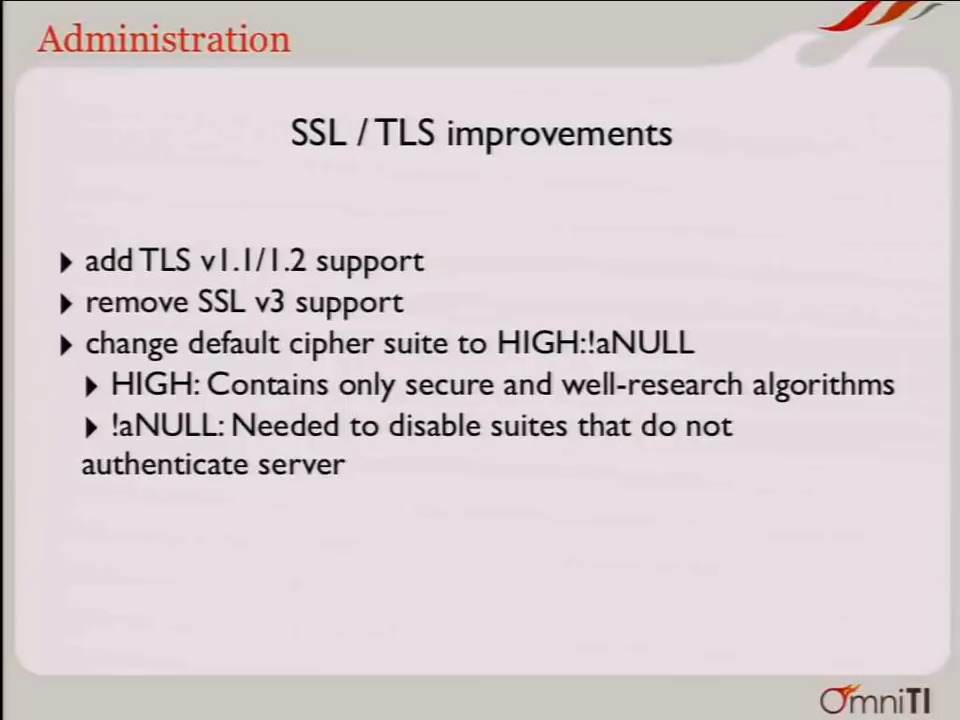 Administration
SSL / TLS improvements
add TLS v1.1/1.2 support
remove SSL v3 support
change default cipher suite to HIGH:!aNULL
HIGH: Contains only secure and well-research algorithms
!aNULL: Needed to disable suites that do not
authenticate server
OmniTI